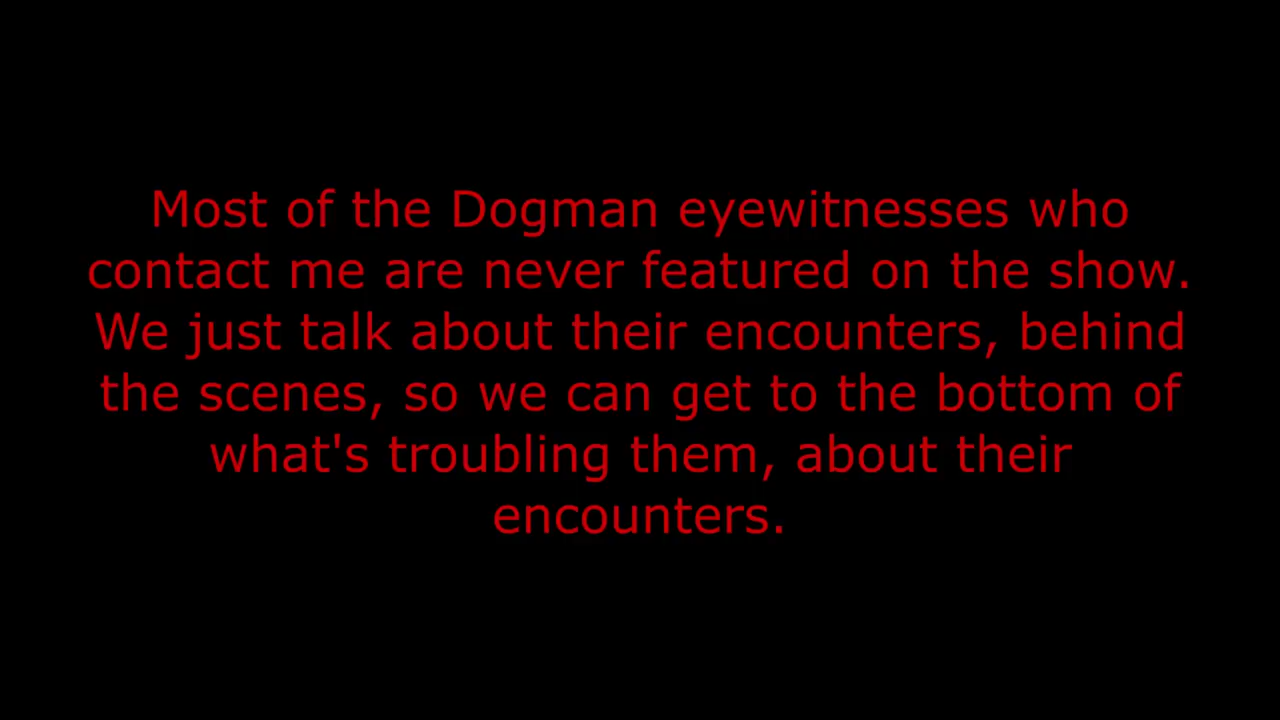 Most of the Dogman eyewitnesses who
contact me are never featured on the show.
We just talk about their encounters, behind
the scenes, so we can get to the bottom of
what's troubling them, about their
encounters.